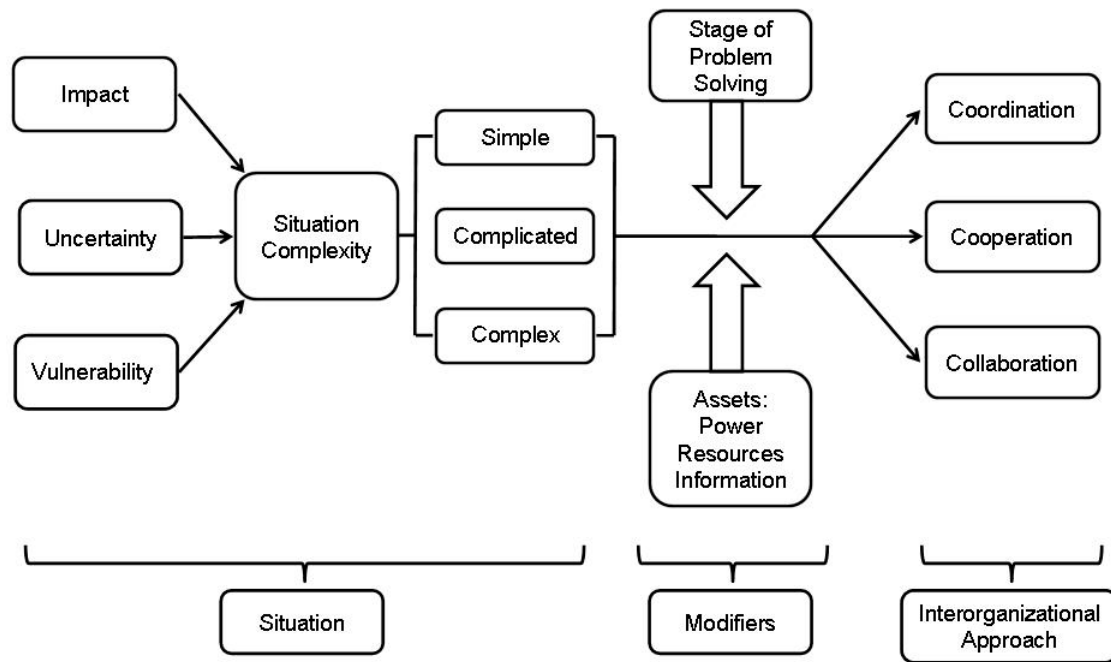 Impact
Uncertainty
Vulnerability
Situation
Complexity
Simple
Complicated
Complex
Stage of
Problem
Solving
Assets:
Power
Resources
Information
Coordination
Cooperation
Collaboration
Situation
Modifiers
Interorganizational
Approach